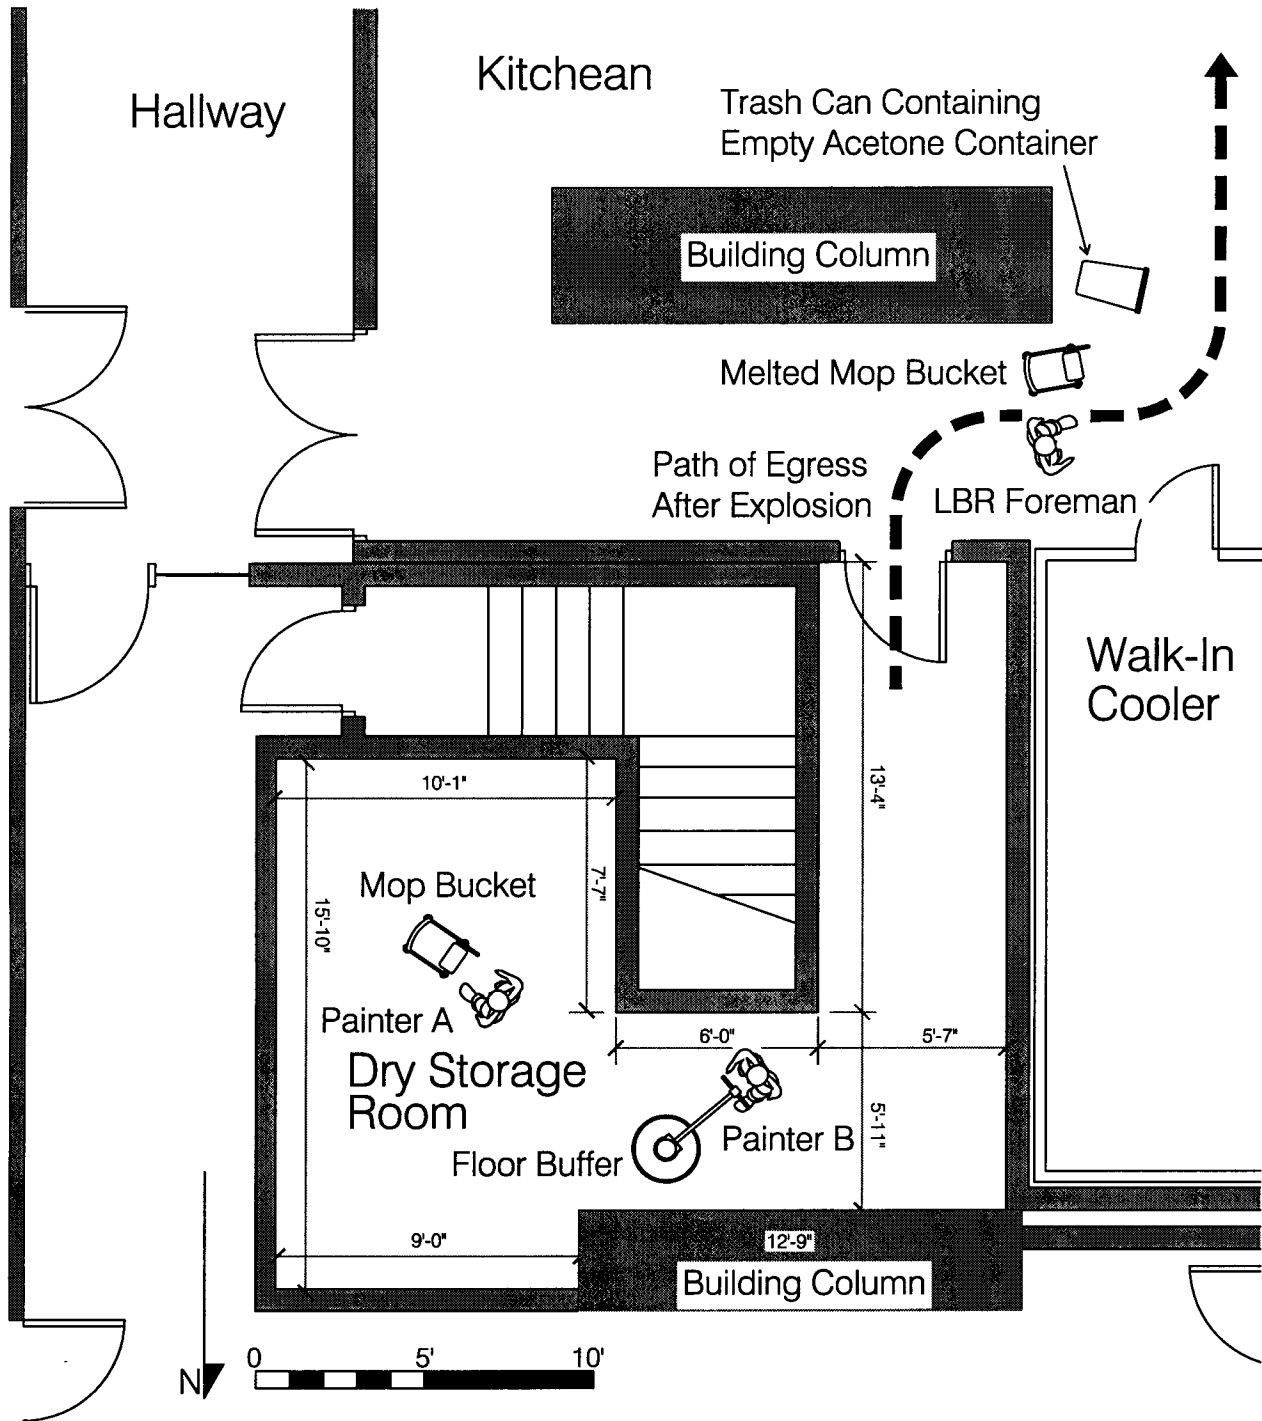 Kitchean
Hallway
Trash Can Containing
Empty Acetone Container
Building Column
Melted Mop Bucket
Path of Egress
After Explosion
LBR Foreman
Walk-In
Cooler
13'-4"
10'-1"
7'-7"
15'-10"
Mop Bucket
Painter A
6'-0"
5'-7"
Dry Storage
Room
5'-11"
Painter B
Floor Buffer
9'-0"
12'-9"
Building Column
N
0 5' 10'